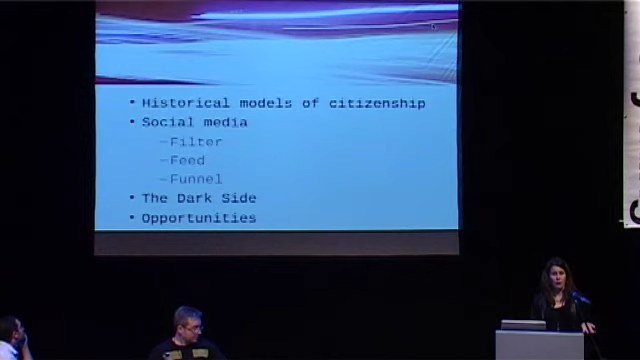 • Historical models of citizenship
• Social media
–Filter
–Feed
–Funnel
• The Dark Side
• Opportunities